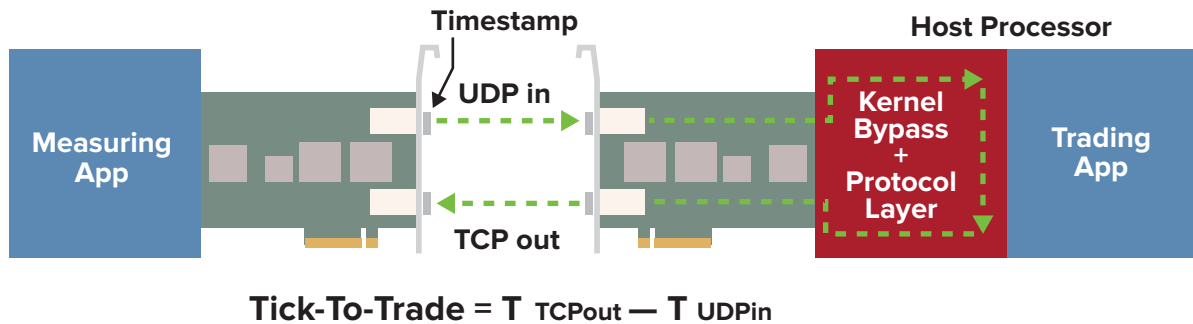 Timestamp
Host Processor
UDP in
Measuring
App
Kernel
Bypass
+
Protocol
Layer
Trading
App
TCP out
Tick-To-Trade = T TCPout — T UDPin